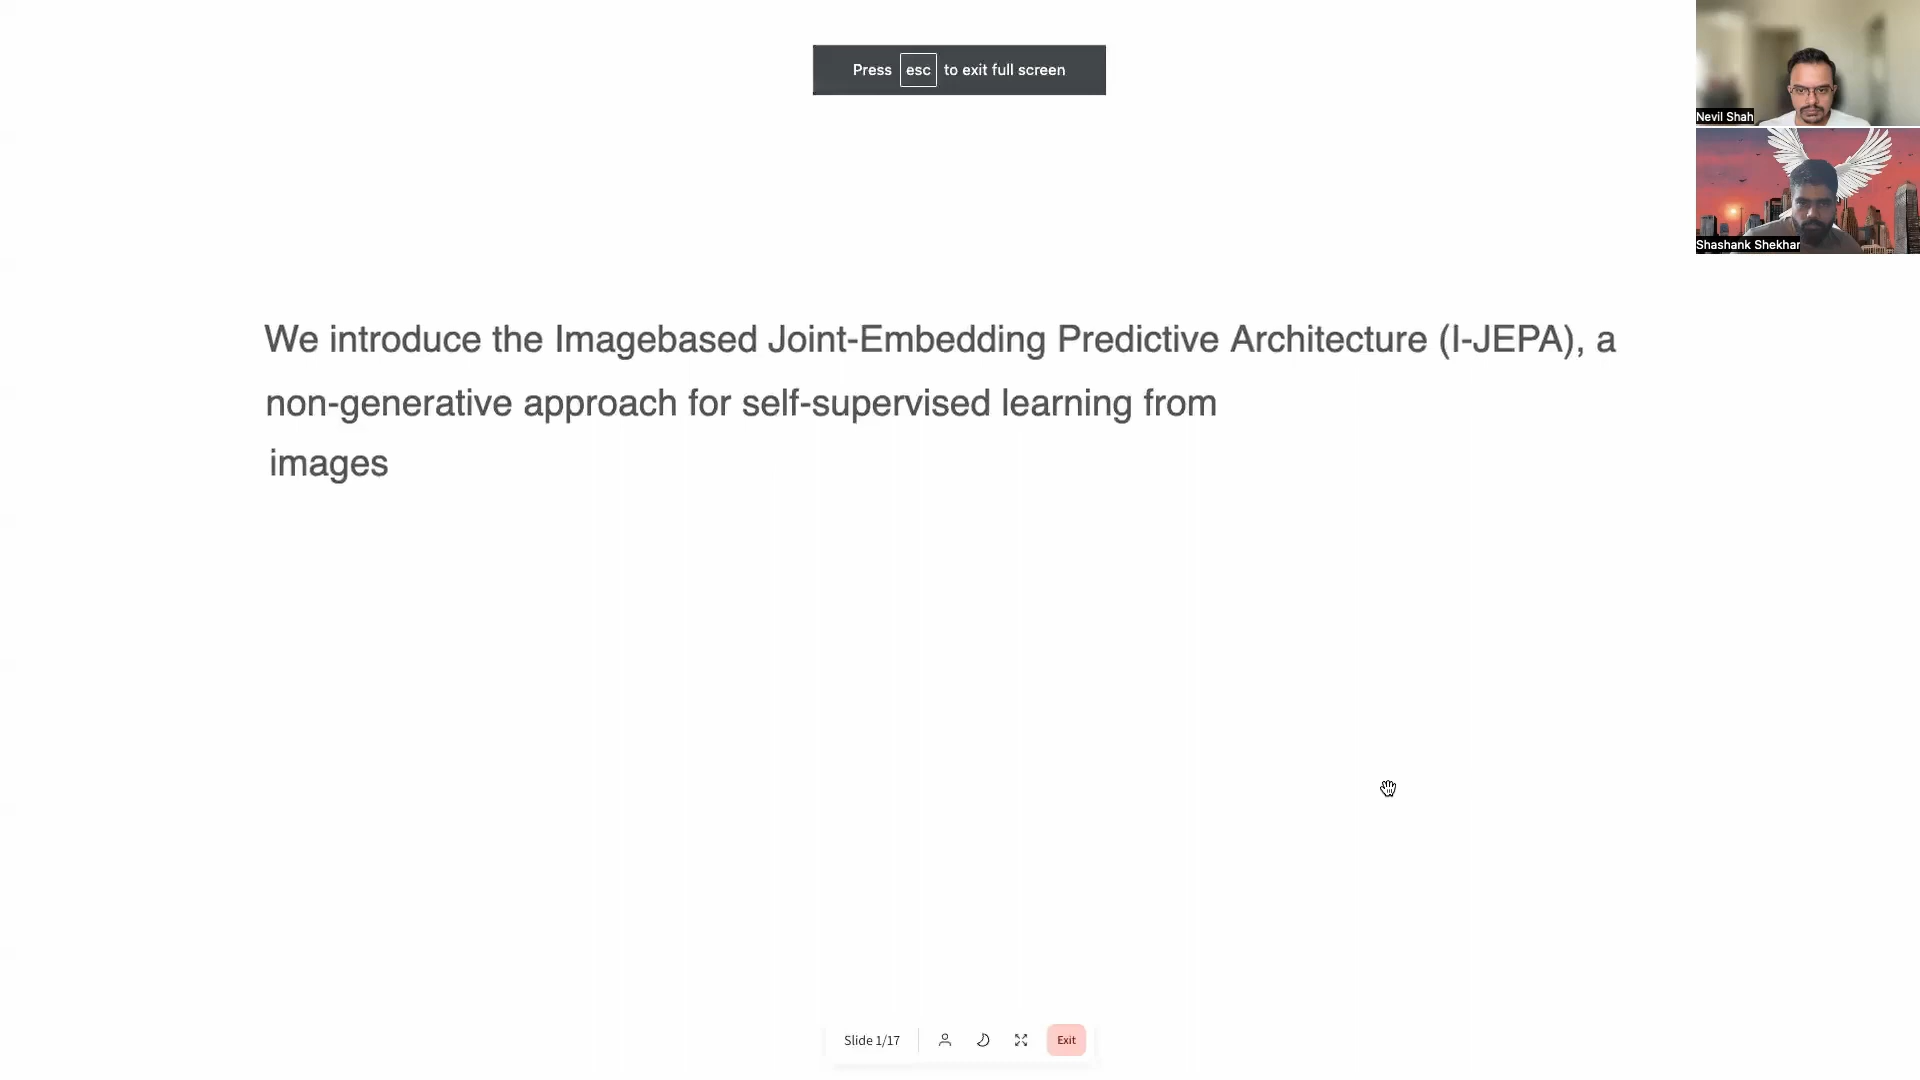 Press esc to exit full screen
Nevil Shah
Shashank Shekhar
We introduce the Imagebased Joint-Embedding Predictive Architecture (I-JEPA), a
non-generative approach for self-supervised learning from
images
Slide 1/17
Exit